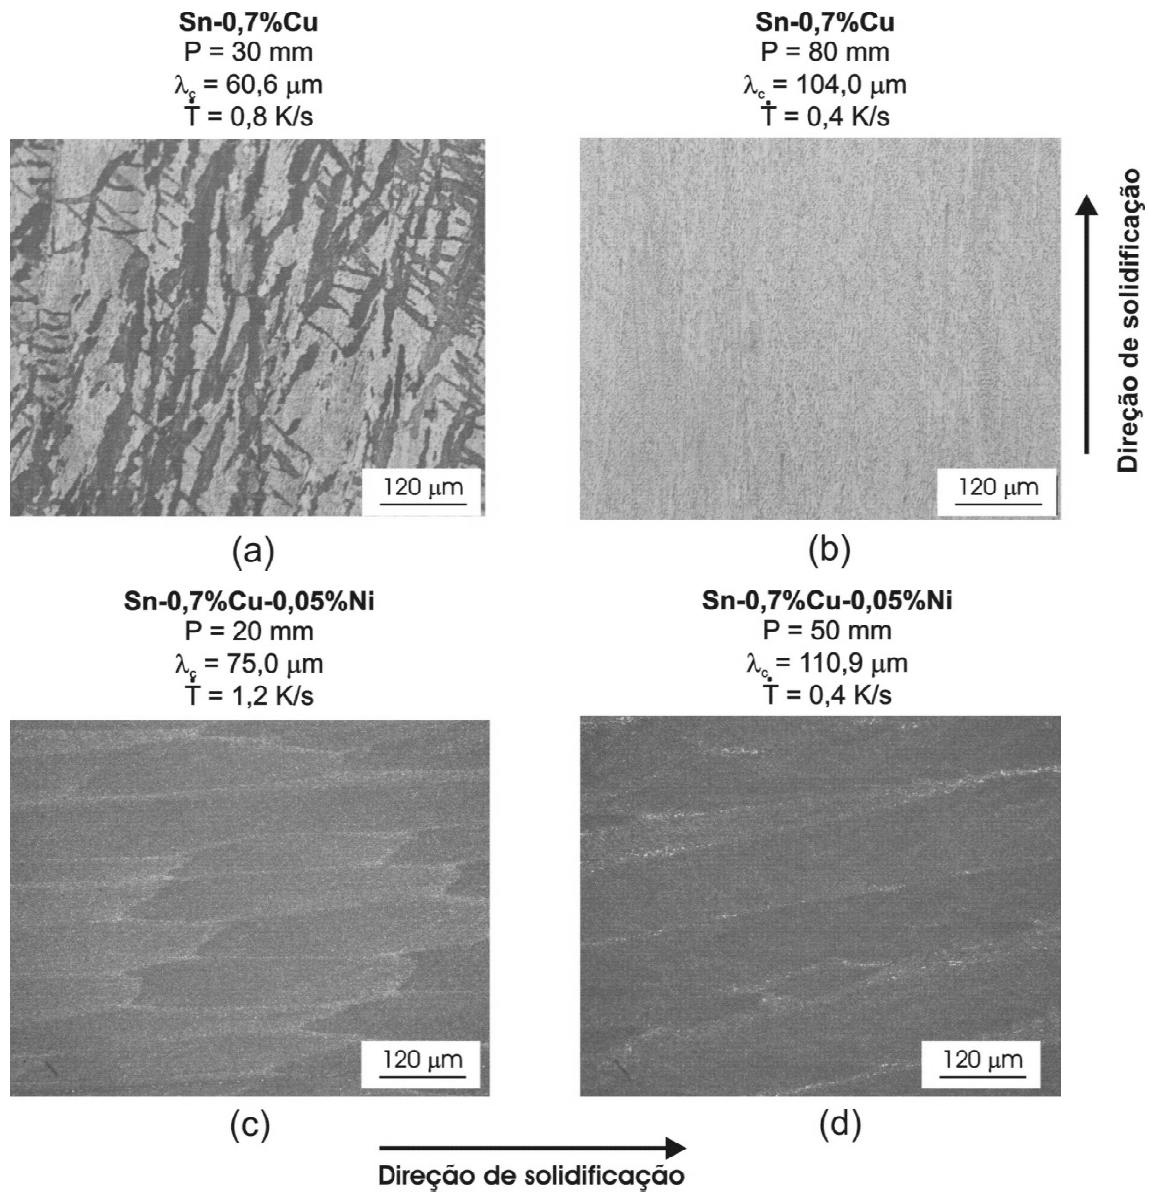 Sn-0,7%Cu
P = 30 mm
λc = 60,6 μm
Ṫ = 0,8 K/s
120 μm
(a)
Sn-0,7%Cu
P = 80 mm
λc = 104,0 μm
Ṫ = 0,4 K/s
120 μm
(b)
Direção de solidificação
Sn-0,7%Cu-0,05%Ni
P = 20 mm
λc = 75,0 μm
Ṫ = 1,2 K/s
120 μm
(c)
Sn-0,7%Cu-0,05%Ni
P = 50 mm
λc = 110,9 μm
Ṫ = 0,4 K/s
120 μm
(d)
Direção de solidificação